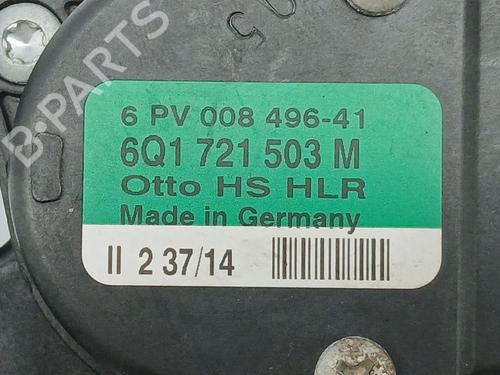 50
6 PV 008 496-41
6Q1 721 503 M
Otto HS HLR
Made in Germany
II 2 37/14
B-PARTS